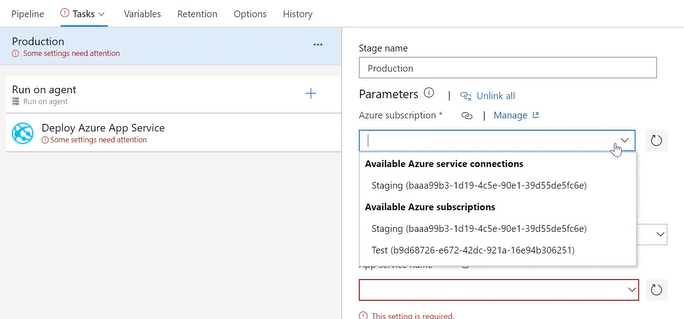 Pipeline
Tasks
Variables
Retention
Options
History
Production
Some settings need attention
Run on agent
Run on agent
Deploy Azure App Service
Some settings need attention
Stage name
Production
Parameters
Unlink all
Azure subscription *
Manage
Available Azure service connections
Staging (baaa99b3-1d19-4c5e-90e1-39d55de5fc6e)
Available Azure subscriptions
Staging (baaa99b3-1d19-4c5e-90e1-39d55de5fc6e)
Test (b9d68726-e672-42dc-921a-16e94b306251)
App service name
This setting is required.